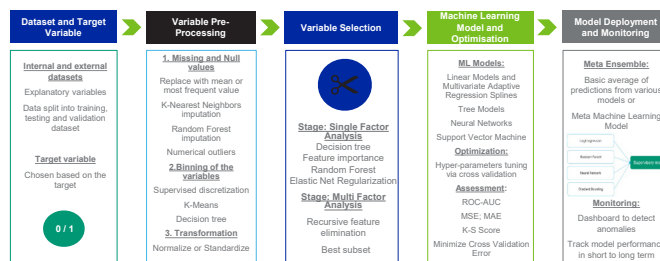 Dataset and Target
Variable
Internal and external
datasets
Explanatory variables
Data split into training,
testing and validation
dataset
Target variable
Chosen based on the
target
0 / 1
Variable Pre-
Processing
1. Missing and Null
values
Replace with mean or
most frequent value
K-Nearest Neighbors
imputation
Random Forest
imputation
Numerical outliers
2.Binning of the
variables
Supervised discretization
K-Means
Decision tree
3. Transformation
Normalize or Standardize
Variable Selection
Stage: Single Factor
Analysis
Decision tree
Feature importance
Random Forest
Elastic Net Regularization
Stage: Multi Factor
Analysis
Recursive feature
elimination
Best subset
Machine Learning
Model and
Optimisation
ML Models:
Linear Models and
Multivariate Adaptive
Regression Splines
Tree Models
Neural Networks
Support Vector Machine
Optimization:
Hyper-parameters tuning
via cross validation
Assessment:
ROC-AUC
MSE; MAE
K-S Score
Minimize Cross Validation
Error
Model Deployment
and Monitoring
Meta Ensemble:
Basic average of
predictions from various
models or
Meta Machine Learning
Model
Logit regression
Random Forest
Neural Network
Gradient Boosting
Monitoring:
Dashboard to detect
anomalies
Track model performanc
in short to long term